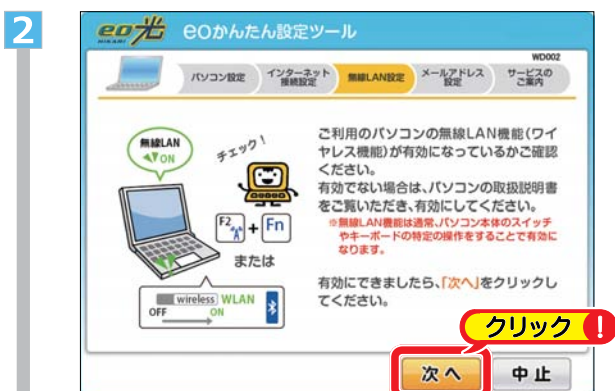 2
eo光 eoかんたん設定ツール
HIKARI
WD002
パソコン設定
インターネット
接続設定
無線LAN設定
メールアドレス
設定
サービスの
ご案内
無線LAN
ON
チェック！
F2 + Fn
または
wireless WLAN
OFF ON
ご利用のパソコンの無線LAN機能（ワイ
ヤレス機能）が有効になっているかご確認
ください。
有効でない場合は、パソコンの取扱説明書
をご覧いただき、有効にしてください。
※無線LAN機能は通常、パソコン本体のスイッチ
やキーボードの特定の操作をすることで有効に
なります。
有効にできましたら、「次へ」をクリックし
てください。
クリック！
次へ
中止